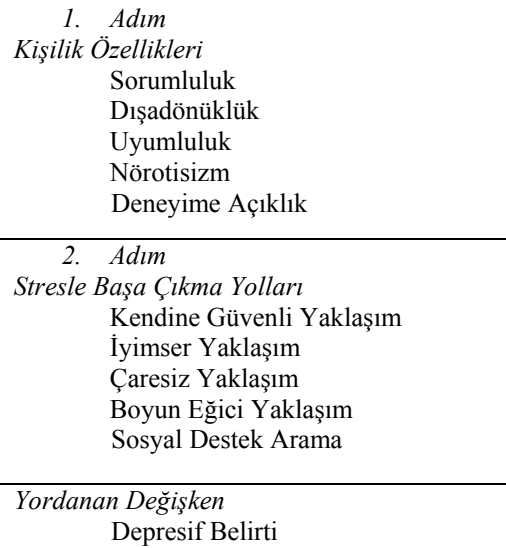 1. Adım
Kişilik Özellikleri
Sorumluluk
Dışadönüklük
Uyumluluk
Nörotisizm
Deneyime Açıklık
2. Adım
Stresle Başa Çıkma Yolları
Kendine Güvenli Yaklaşım
İyimser Yaklaşım
Çaresiz Yaklaşım
Boyun Eğici Yaklaşım
Sosyal Destek Arama
Yordanan Değişken
Depresif Belirti